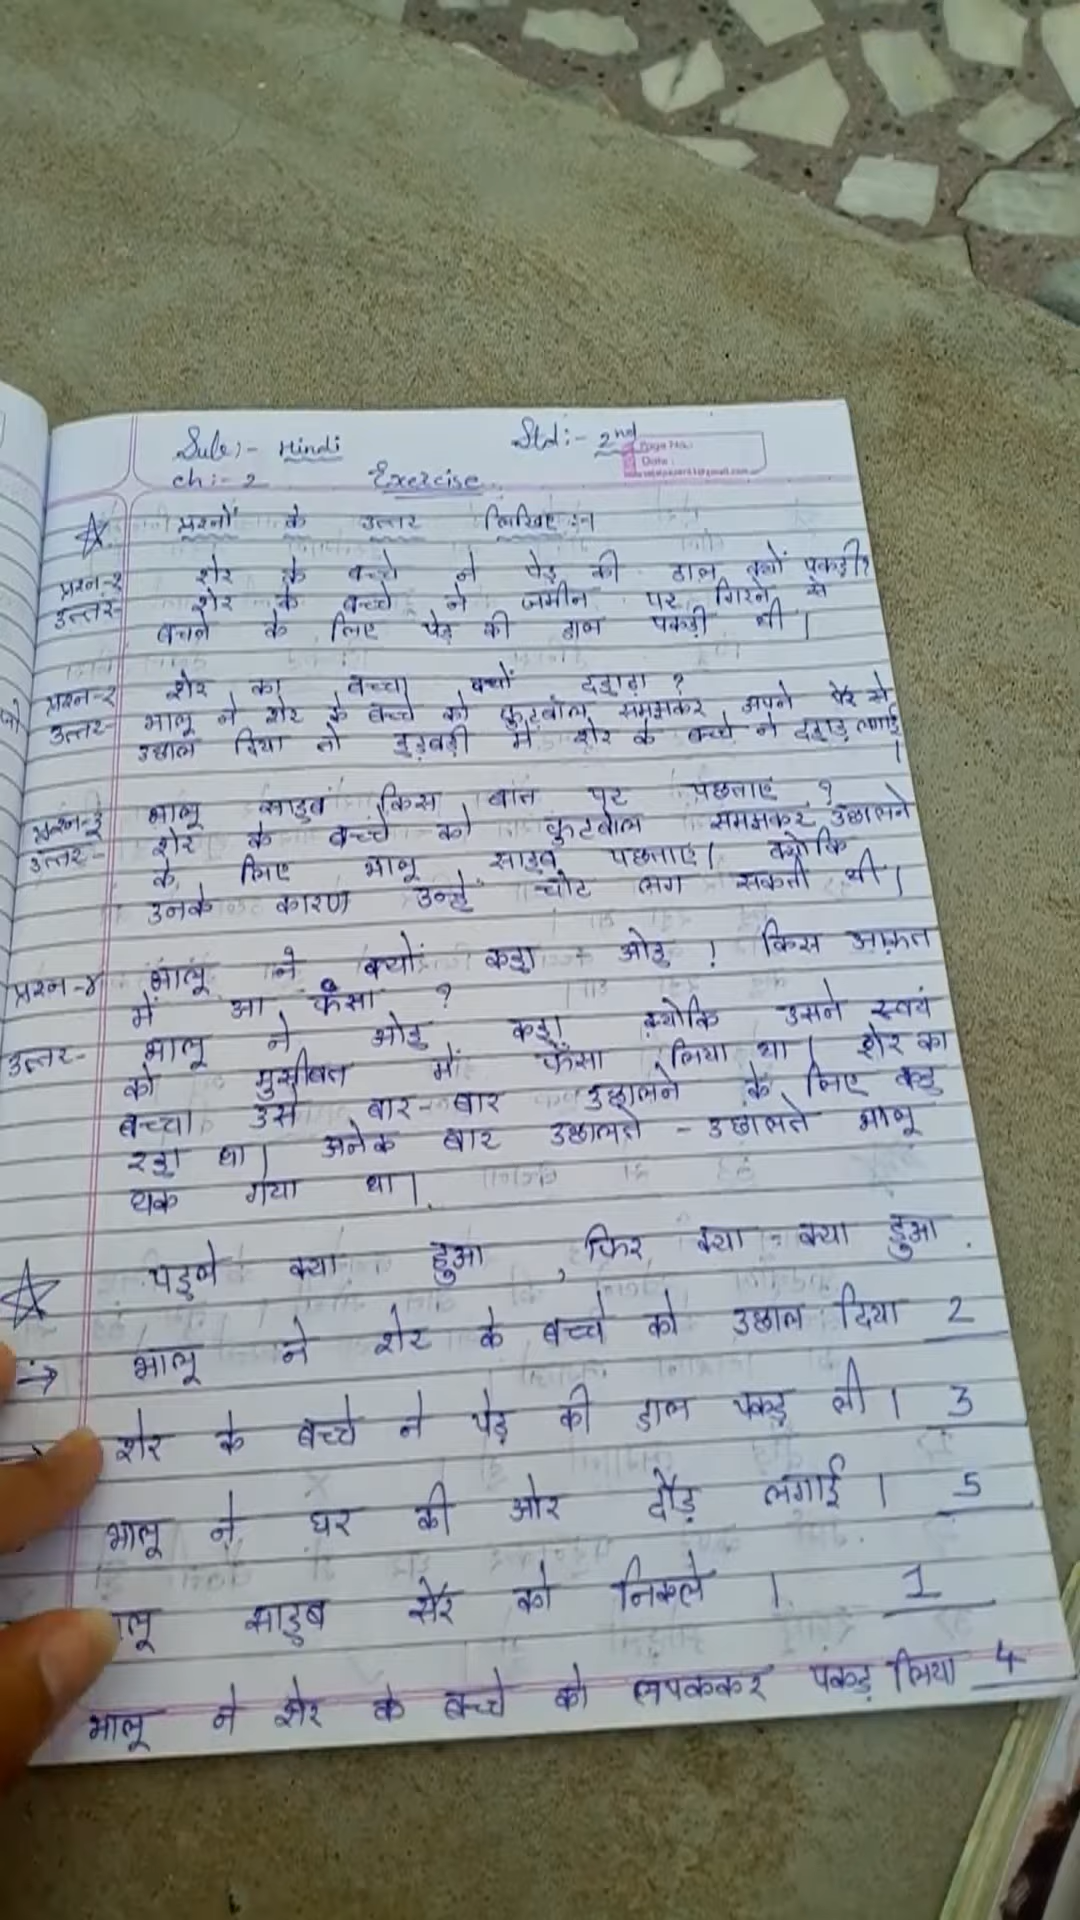 Sub:- Hindi
Std:- 2nd
Page No.:
Date:
ch:- 2
Exercise
प्रश्नों के उत्तर लिखिए :-
प्रश्न-१ शेर के बच्चे ने पेड़ की डाल क्यों पकड़ी?
उत्तर- शेर के बच्चे ने जमीन पर गिरने से
बचने के लिए पेड़ की डाल पकड़ी थी।
प्रश्न-२ शेर का बच्चा क्यों दहाड़ा?
उत्तर- भालू ने शेर के बच्चे को फुटबॉल समझकर अपने पैर से
उछाल दिया तो हड़बड़ी में शेर के बच्चे ने दहाड़ लगाई
।
प्रश्न-३ भालू साहब किस बात पर पछताए ?
उत्तर- शेर के बच्चे को फुटबॉल समझकर उछालने
के लिए भालू साहब पछताए। क्योंकि
उनके कारण उन्हें चोट लग सकती थी।
प्रश्न-४ भालू ने क्यों कहा - ओह ! किस आफ़त
में आ फँसा ?
उत्तर- भालू ने ओह कहा क्योंकि उसने स्वयं
को मुसीबत में फँसा लिया था। शेर का
बच्चा उसे बार-बार उछालने के लिए कह
रहा था। अनेक बार उछालते-उछालते भालू
थक गया था।
पहले क्या हुआ , फिर क्या-क्या हुआ.
→ भालू ने शेर के बच्चे को उछाल दिया 2
शेर के बच्चे ने पेड़ की डाल पकड़ ली। 3
भालू ने घर की ओर दौड़ लगाई। 5
साहब सैर को निकले। 1
भालू ने शेर के बच्चे को लपककर पकड़ लिया 4